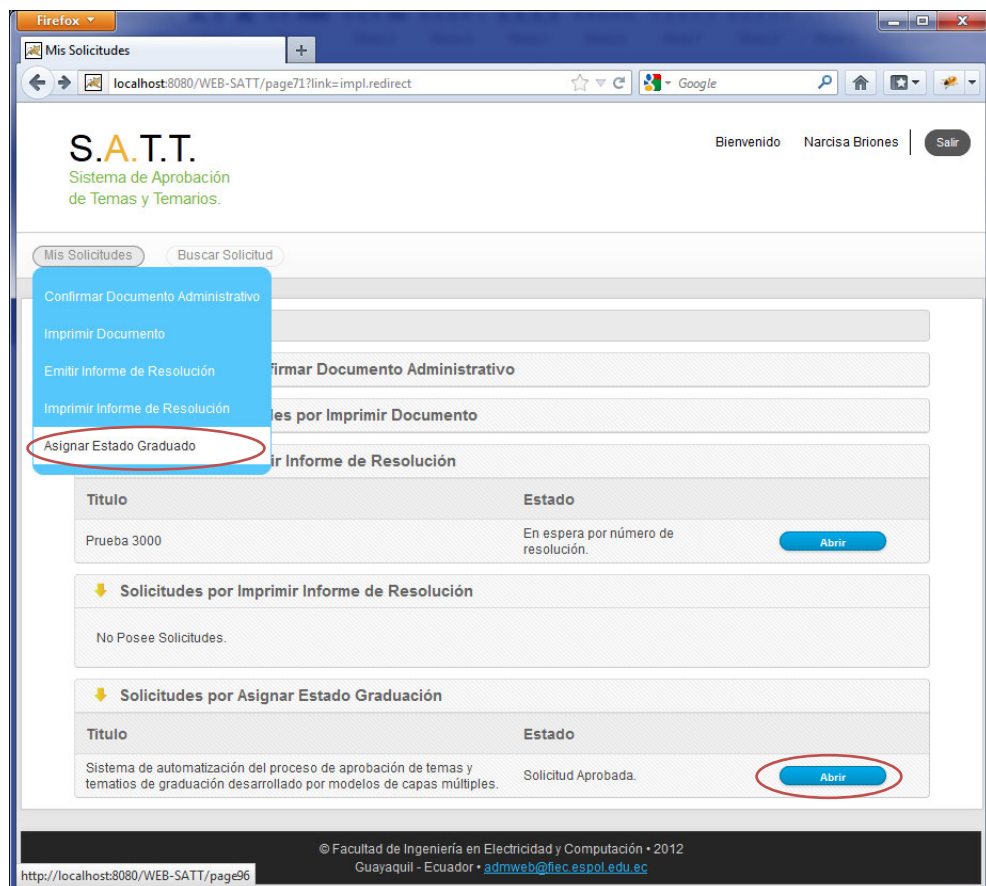 Firefox
Mis Solicitudes
localhost:8080/WEB-SATT/page71?link=impl.redirect
Google
S.A.T.T.
Sistema de Aprobación
de Temas y Temarios.
Bienvenido Narcisa Briones Salir
Mis Solicitudes Buscar Solicitud
Confirmar Documento Administrativo
Imprimir Documento
Emitir Informe de Resolución
Imprimir Informe de Resolución
Asignar Estado Graduado
firmar Documento Administrativo
es por Imprimir Documento
ir Informe de Resolución
Titulo Estado
Prueba 3000
En espera por número de
resolución.
Abrir
Solicitudes por Imprimir Informe de Resolución
No Posee Solicitudes.
Solicitudes por Asignar Estado Graduación
Titulo Estado
Sistema de automatización del proceso de aprobación de temas y
tematios de graduación desarrollado por modelos de capas múltiples.
Solicitud Aprobada.
Abrir
© Facultad de Ingeniería en Electricidad y Computación • 2012
Guayaquil - Ecuador • admweb@fiec.espol.edu.ec
http://localhost:8080/WEB-SATT/page96